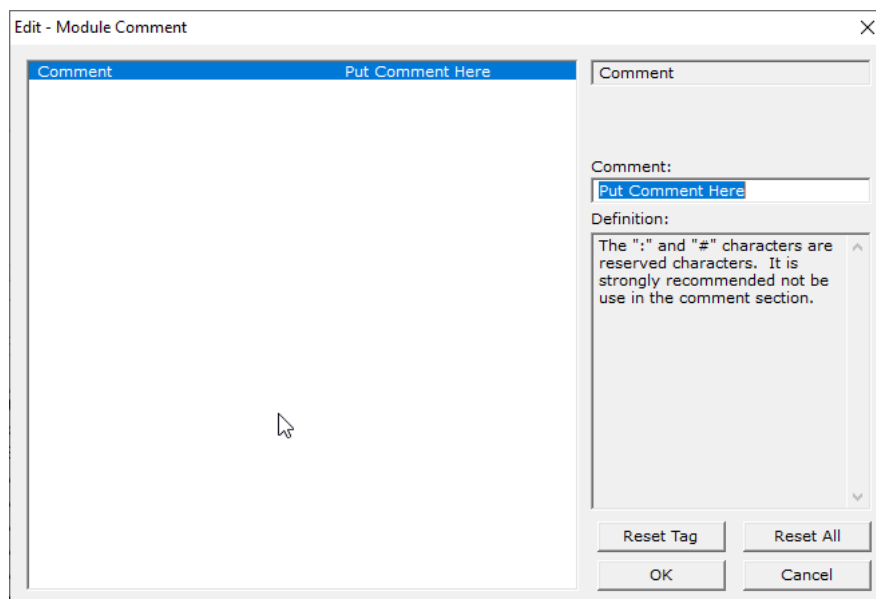 Edit - Module Comment
Comment Put Comment Here
Comment
Comment:
Put Comment Here
Definition:
The ":" and "#" characters are
reserved characters. It is
strongly recommended not be
use in the comment section.
Reset Tag Reset All
OK Cancel